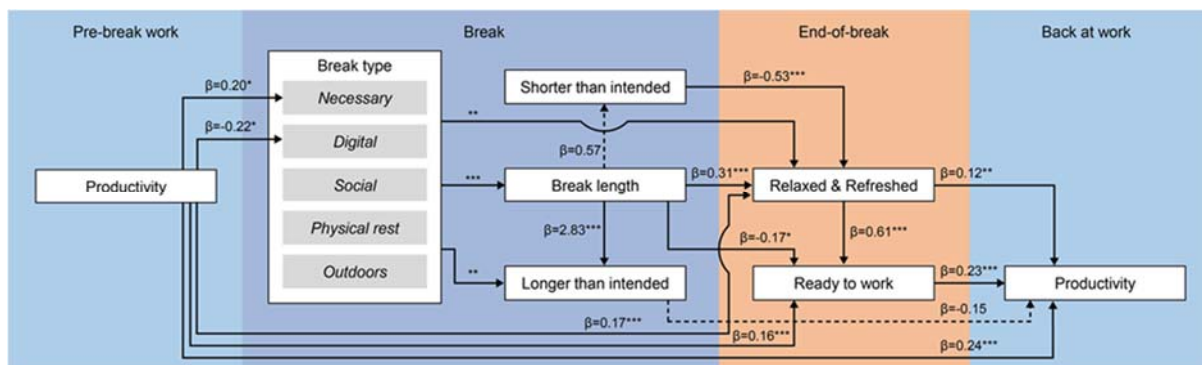 Pre-break work
Break
End-of-break
Back at work
Break type
Necessary
Digital
Social
Physical rest
Outdoors
Productivity
β=0.20*
β=-0.22*
**
***
**
Shorter than intended
β=-0.53***
β=0.57
Break length
β=0.31***
Relaxed & Refreshed
β=0.12**
β=2.83***
β=-0.17*
β=0.61***
Longer than intended
Ready to work
β=0.23***
Productivity
β=-0.15
β=0.17***
β=0.16***
β=0.24***